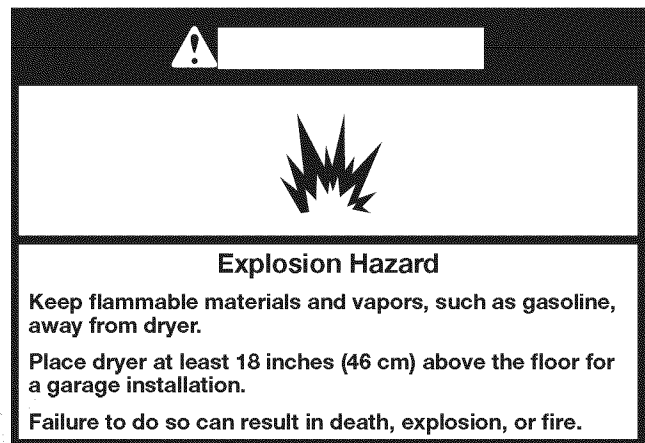 Explosion Hazard
Keep flammable materials and vapors, such as gasoline,
away from dryer.
Place dryer at least 18 inches (46 cm) above the floor for
a garage installation.
Failure to do so can result in death, explosion, or fire.